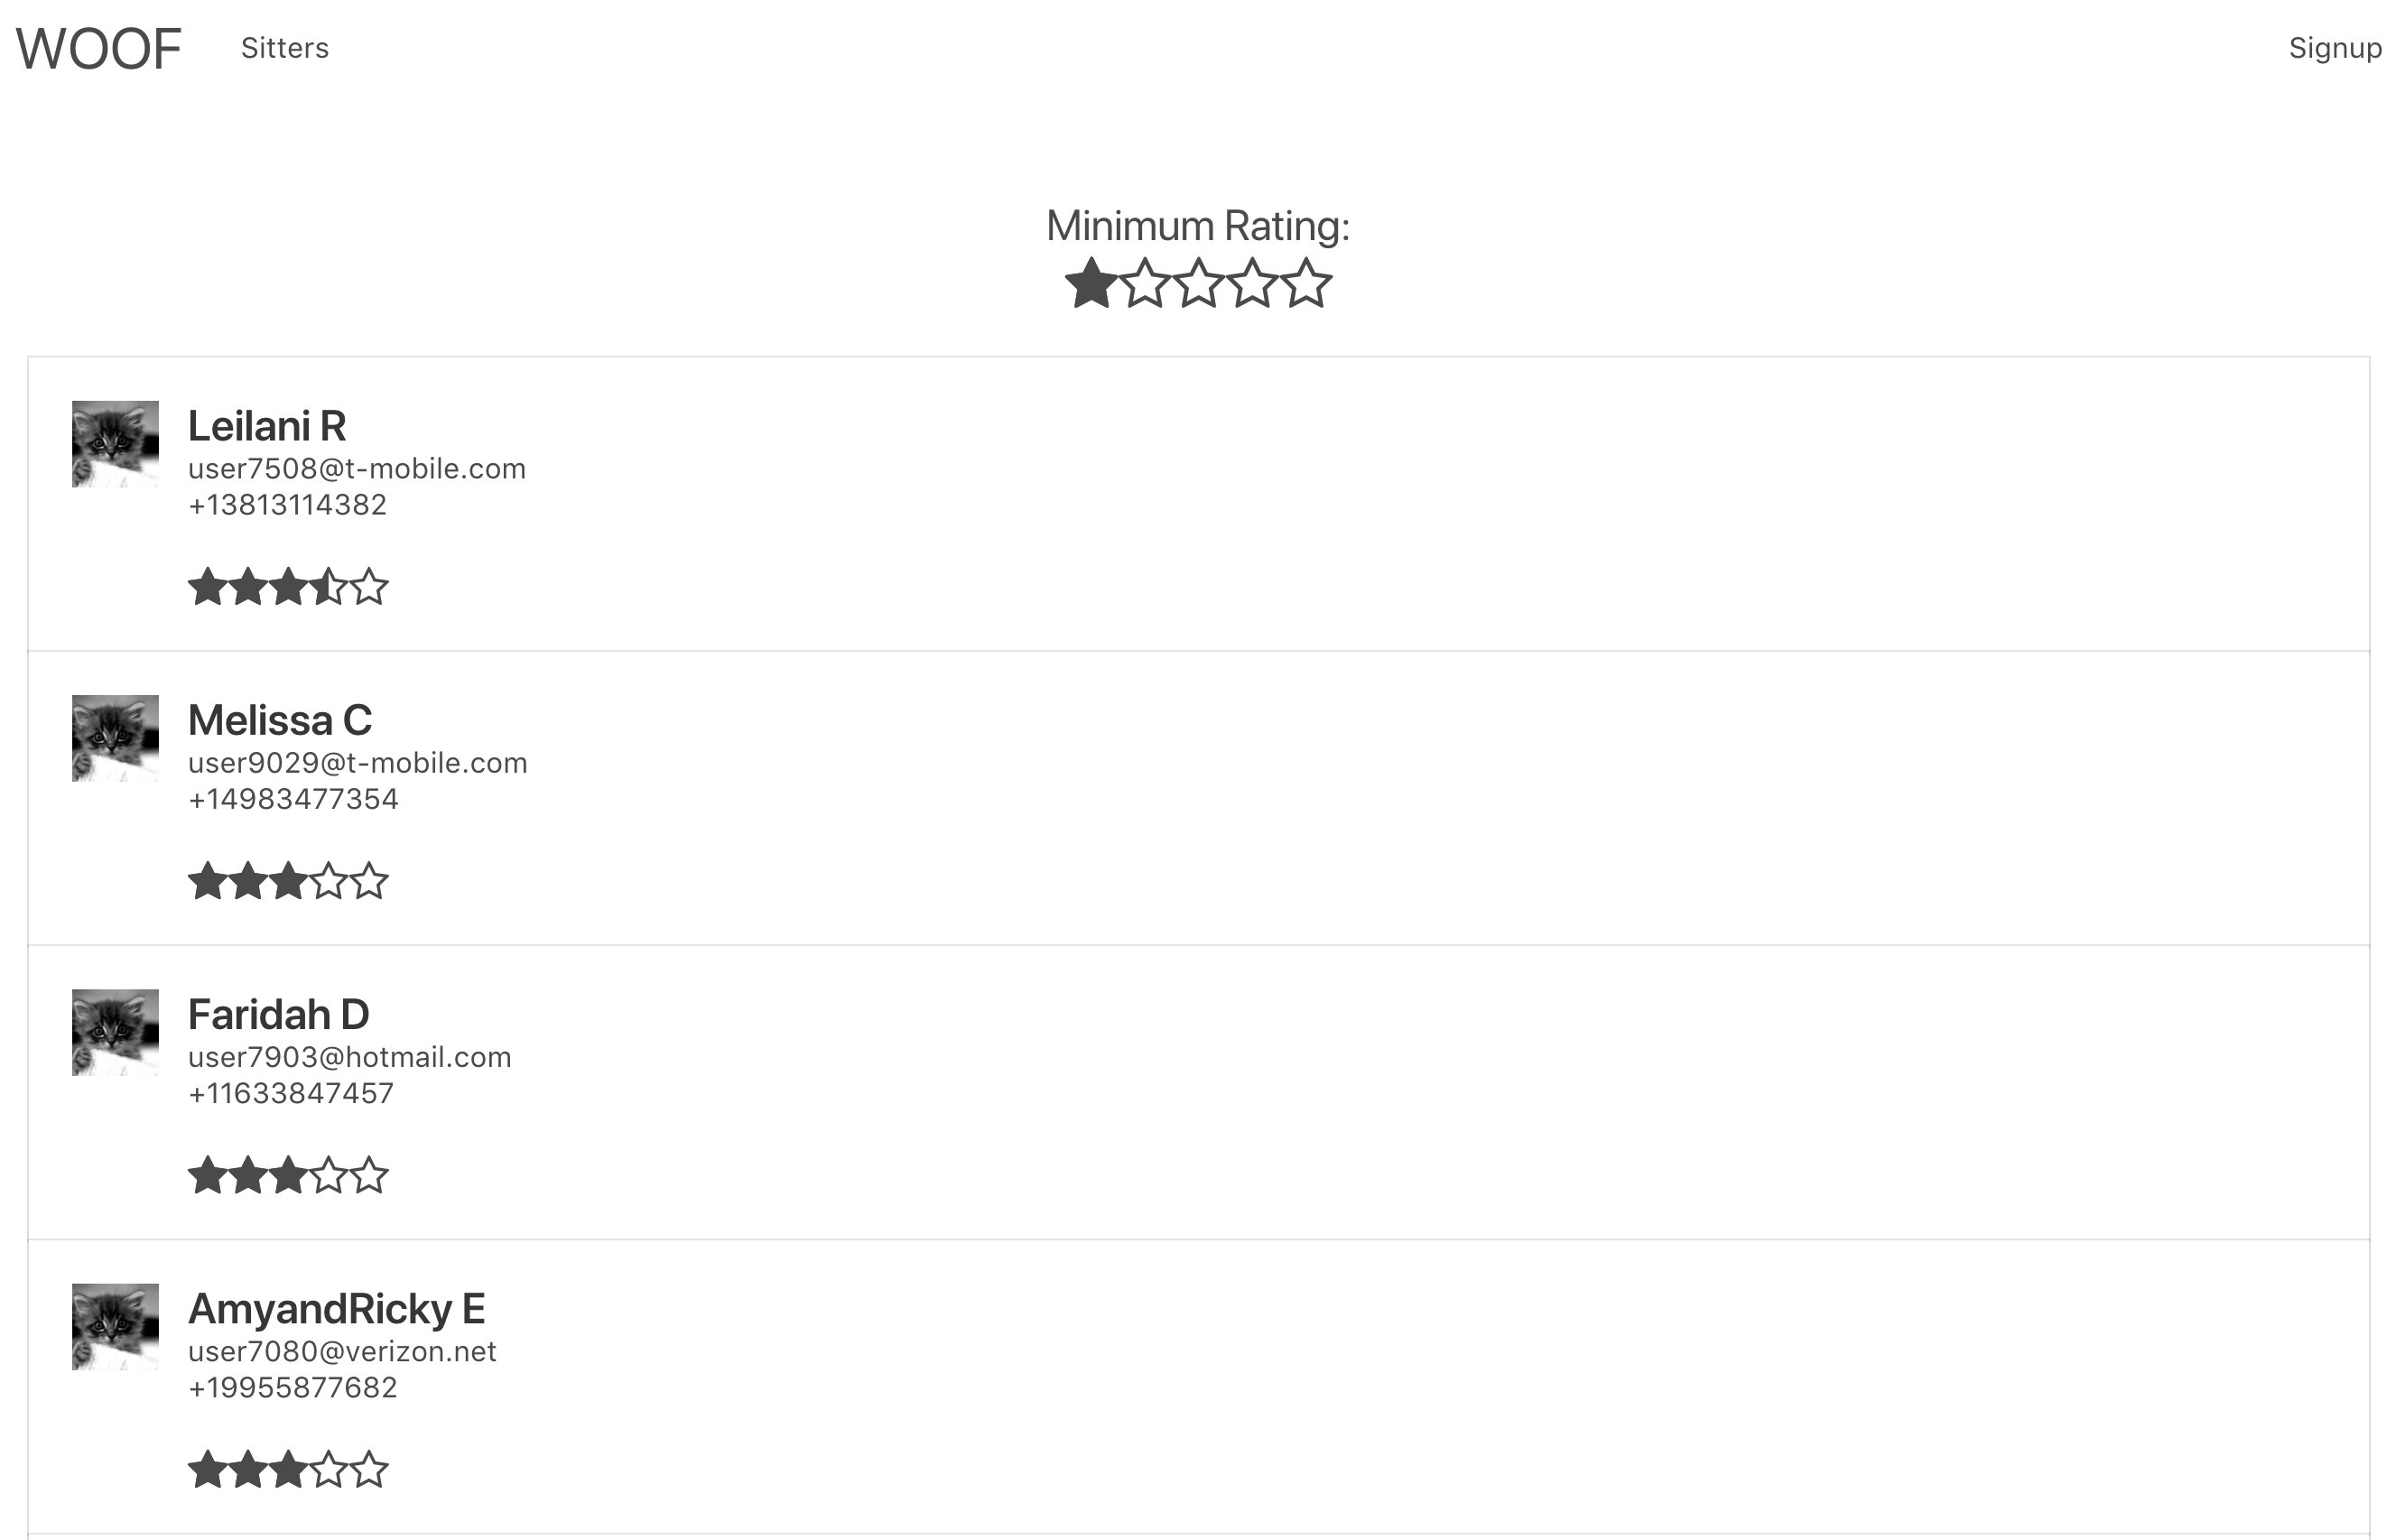 WOOF Sitters Signup
Minimum Rating:
Leilani R
user7508@t-mobile.com
+13813114382
Melissa C
user9029@t-mobile.com
+14983477354
Faridah D
user7903@hotmail.com
+11633847457
AmyandRicky E
user7080@verizon.net
+19955877682